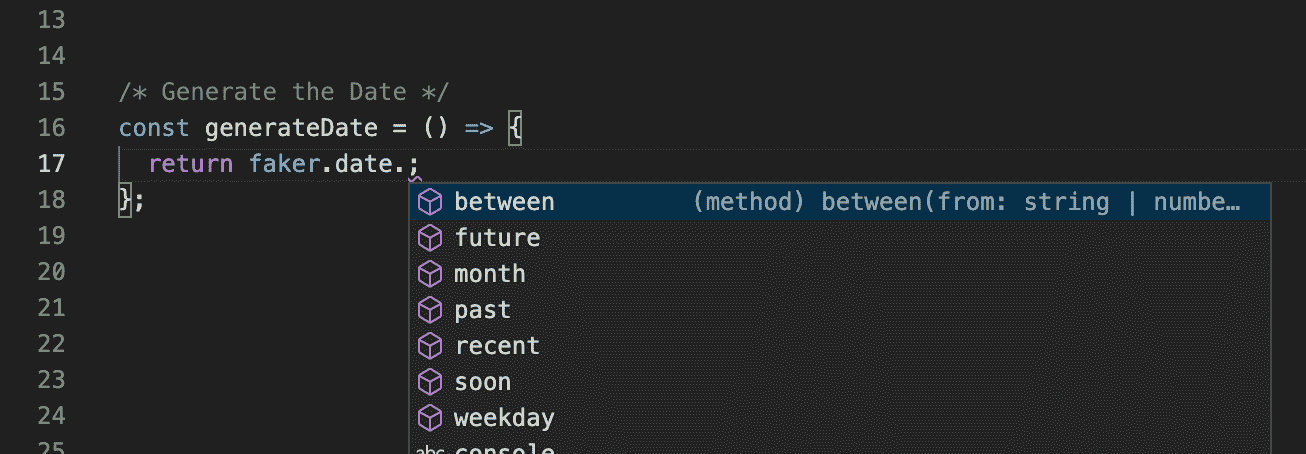 13
14
15 /* Generate the Date */
16 const generateDate = () => {
17 return faker.date.;
18 };
between (method) between(from: string | numbe…
19 future
20 month
21 past
22 recent
23 soon
24 weekday
25 abc console